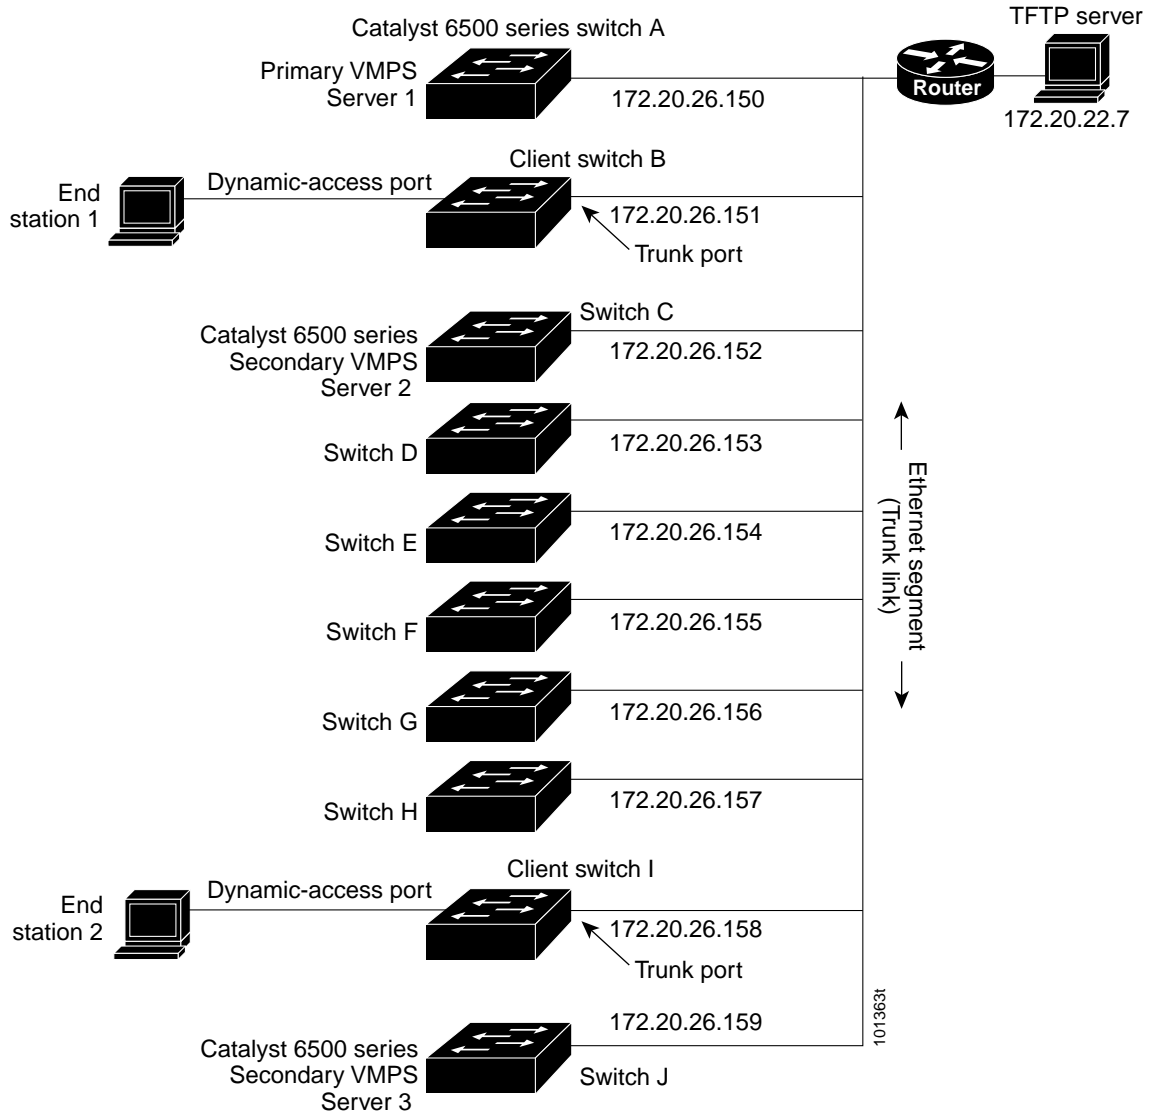 TFTP server
Catalyst 6500 series switch A
Primary VMPS
Server 1
Router
172.20.26.150
172.20.22.7
Client switch B
Dynamic-access port
End
station 1
172.20.26.151
Trunk port
Switch C
Catalyst 6500 series
Secondary VMPS
Server 2
172.20.26.152
Switch D
172.20.26.153
Ethernet segment
(Trunk link)
Switch E
172.20.26.154
Switch F
172.20.26.155
Switch G
172.20.26.156
Switch H
172.20.26.157
Client switch I
Dynamic-access port
End
station 2
172.20.26.158
Trunk port
101363t
172.20.26.159
Catalyst 6500 series
Secondary VMPS
Server 3
Switch J